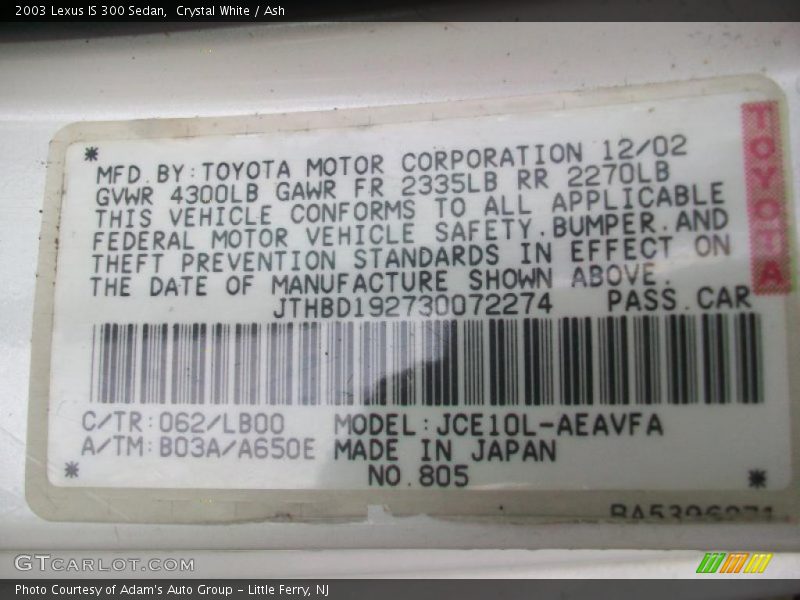 2003 Lexus IS 300 Sedan, Crystal White / Ash
* MFD.BY:TOYOTA MOTOR CORPORATION 12/02
GVWR 4300LB GAWR FR 2335LB RR 2270LB
THIS VEHICLE CONFORMS TO ALL APPLICABLE
FEDERAL MOTOR VEHICLE SAFETY.BUMPER.AND
THEFT PREVENTION STANDARDS IN EFFECT ON
THE DATE OF MANUFACTURE SHOWN ABOVE.
JTHBD192730072274 PASS.CAR
TOYOTA
C/TR:062/LB00 MODEL:JCE10L-AEAVFA
A/TM:B03A/A650E MADE IN JAPAN
* NO.805 *
GTCARLOT.COM
Photo Courtesy of Adam's Auto Group - Little Ferry, NJ